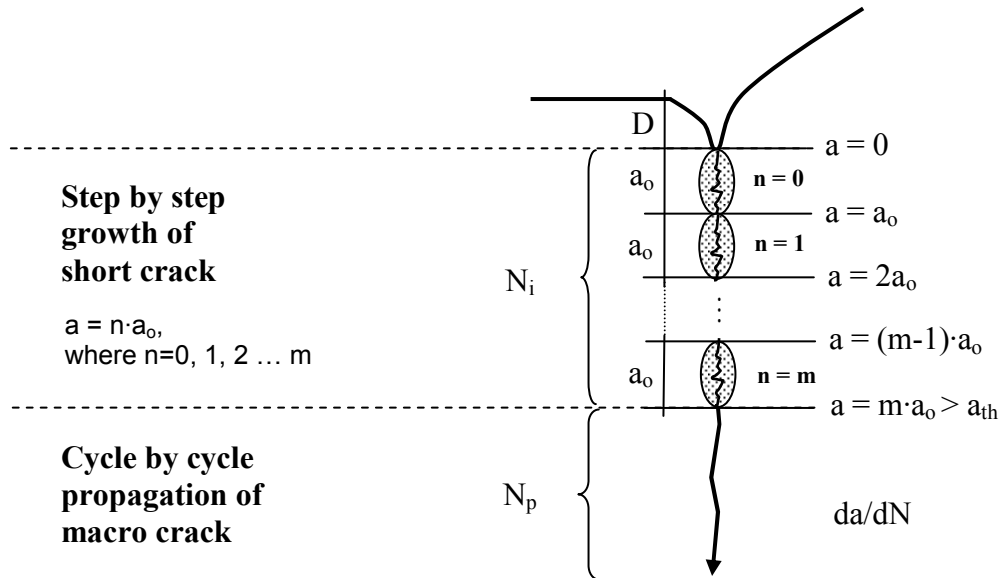 D
a = 0
Step by step
growth of
short crack
a = n·aₒ,
where n=0, 1, 2 … m
Nᵢ
aₒ
n = 0
a = aₒ
aₒ
n = 1
a = 2aₒ
a = (m-1)·aₒ
aₒ
n = m
a = m·aₒ > aₜₕ
Cycle by cycle
propagation of
macro crack
Nₚ
da/dN